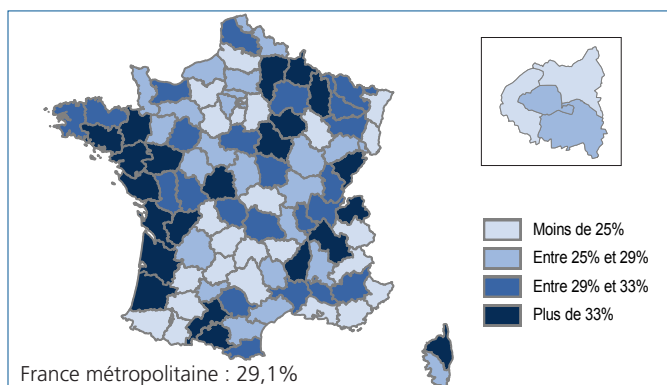 Moins de 25%
Entre 25% et 29%
Entre 29% et 33%
Plus de 33%
France métropolitaine : 29,1%